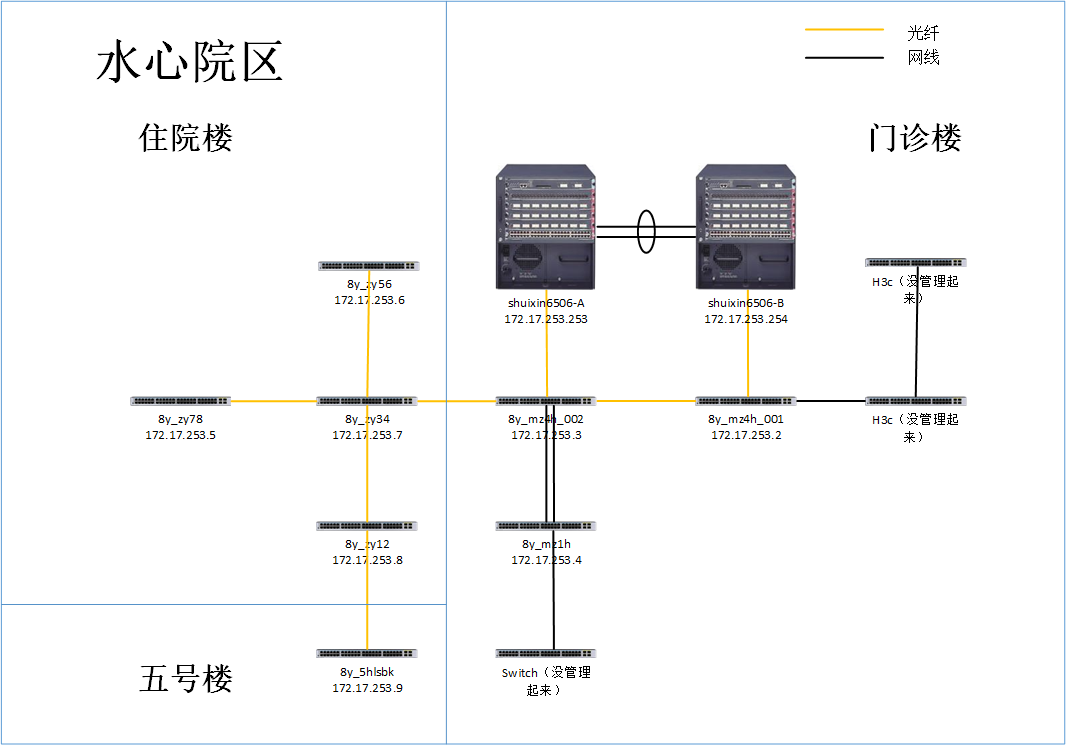 水心院区
光纤
网线
住院楼
门诊楼
8y_zy56
172.17.253.6
shuixin6506-A
172.17.253.253
shuixin6506-B
172.17.253.254
H3c（没管理起
来）
8y_zy78
172.17.253.5
8y_zy34
172.17.253.7
8y_mz4h_002
172.17.253.3
8y_mz4h_001
172.17.253.2
H3c（没管理起
来）
8y_zy12
172.17.253.8
8y_mz1h
172.17.253.4
五号楼
8y_5hlsbk
172.17.253.9
Switch（没管理
起来）